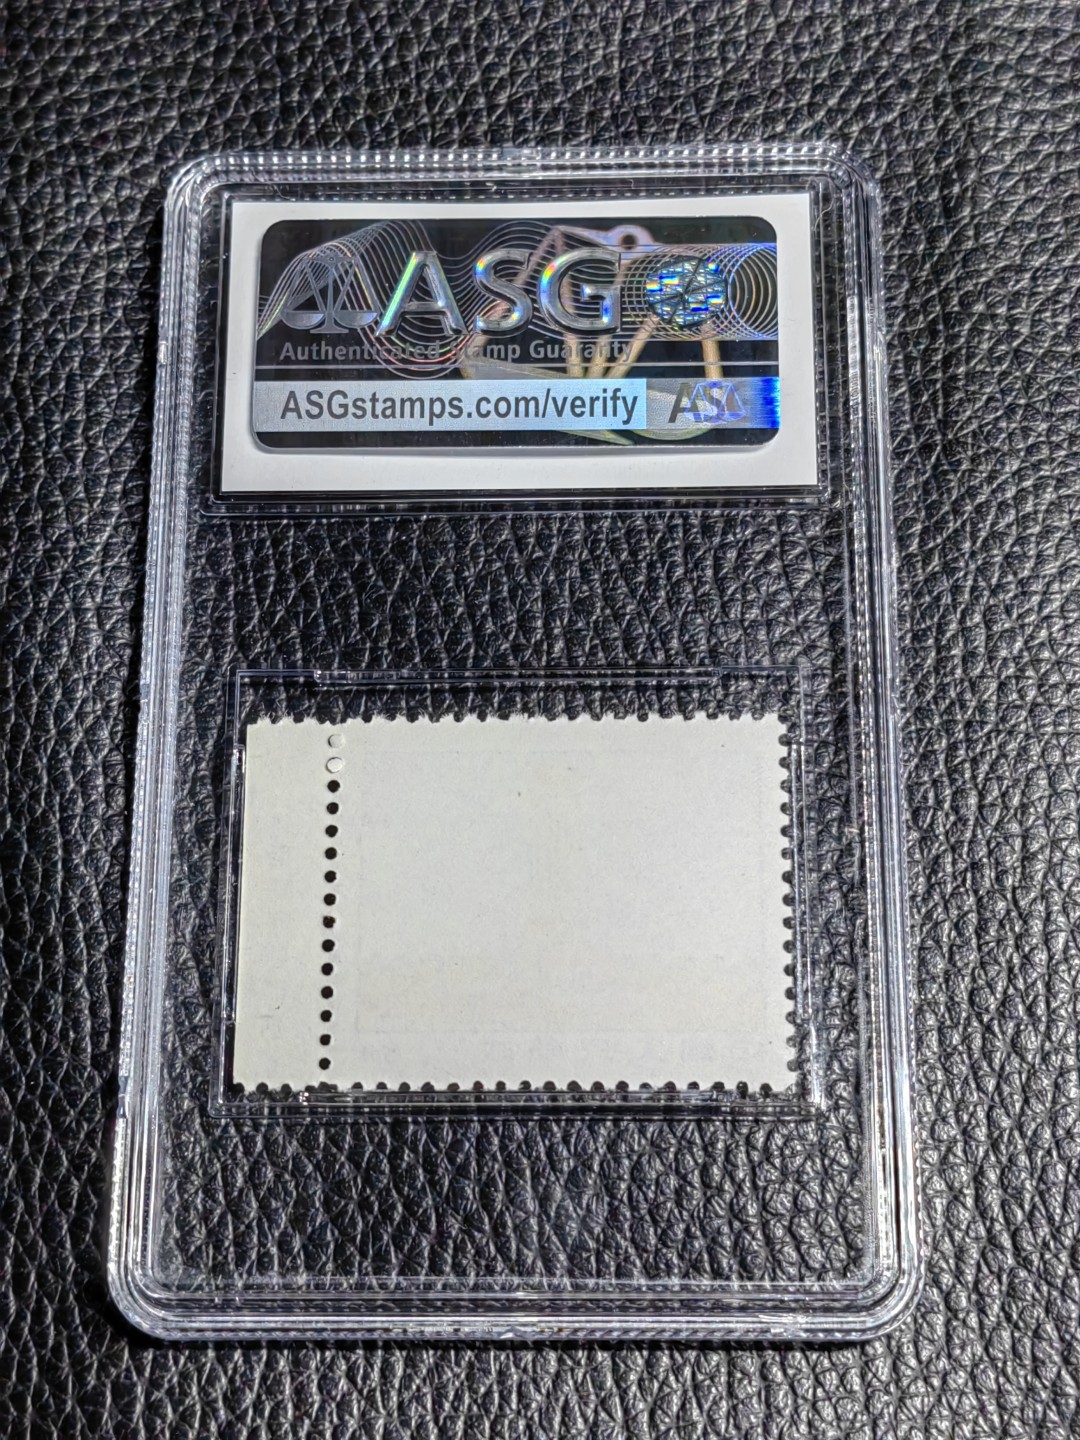 ASG
Authenticated Stamp Guaranty
ASGstamps.com/verify ASG